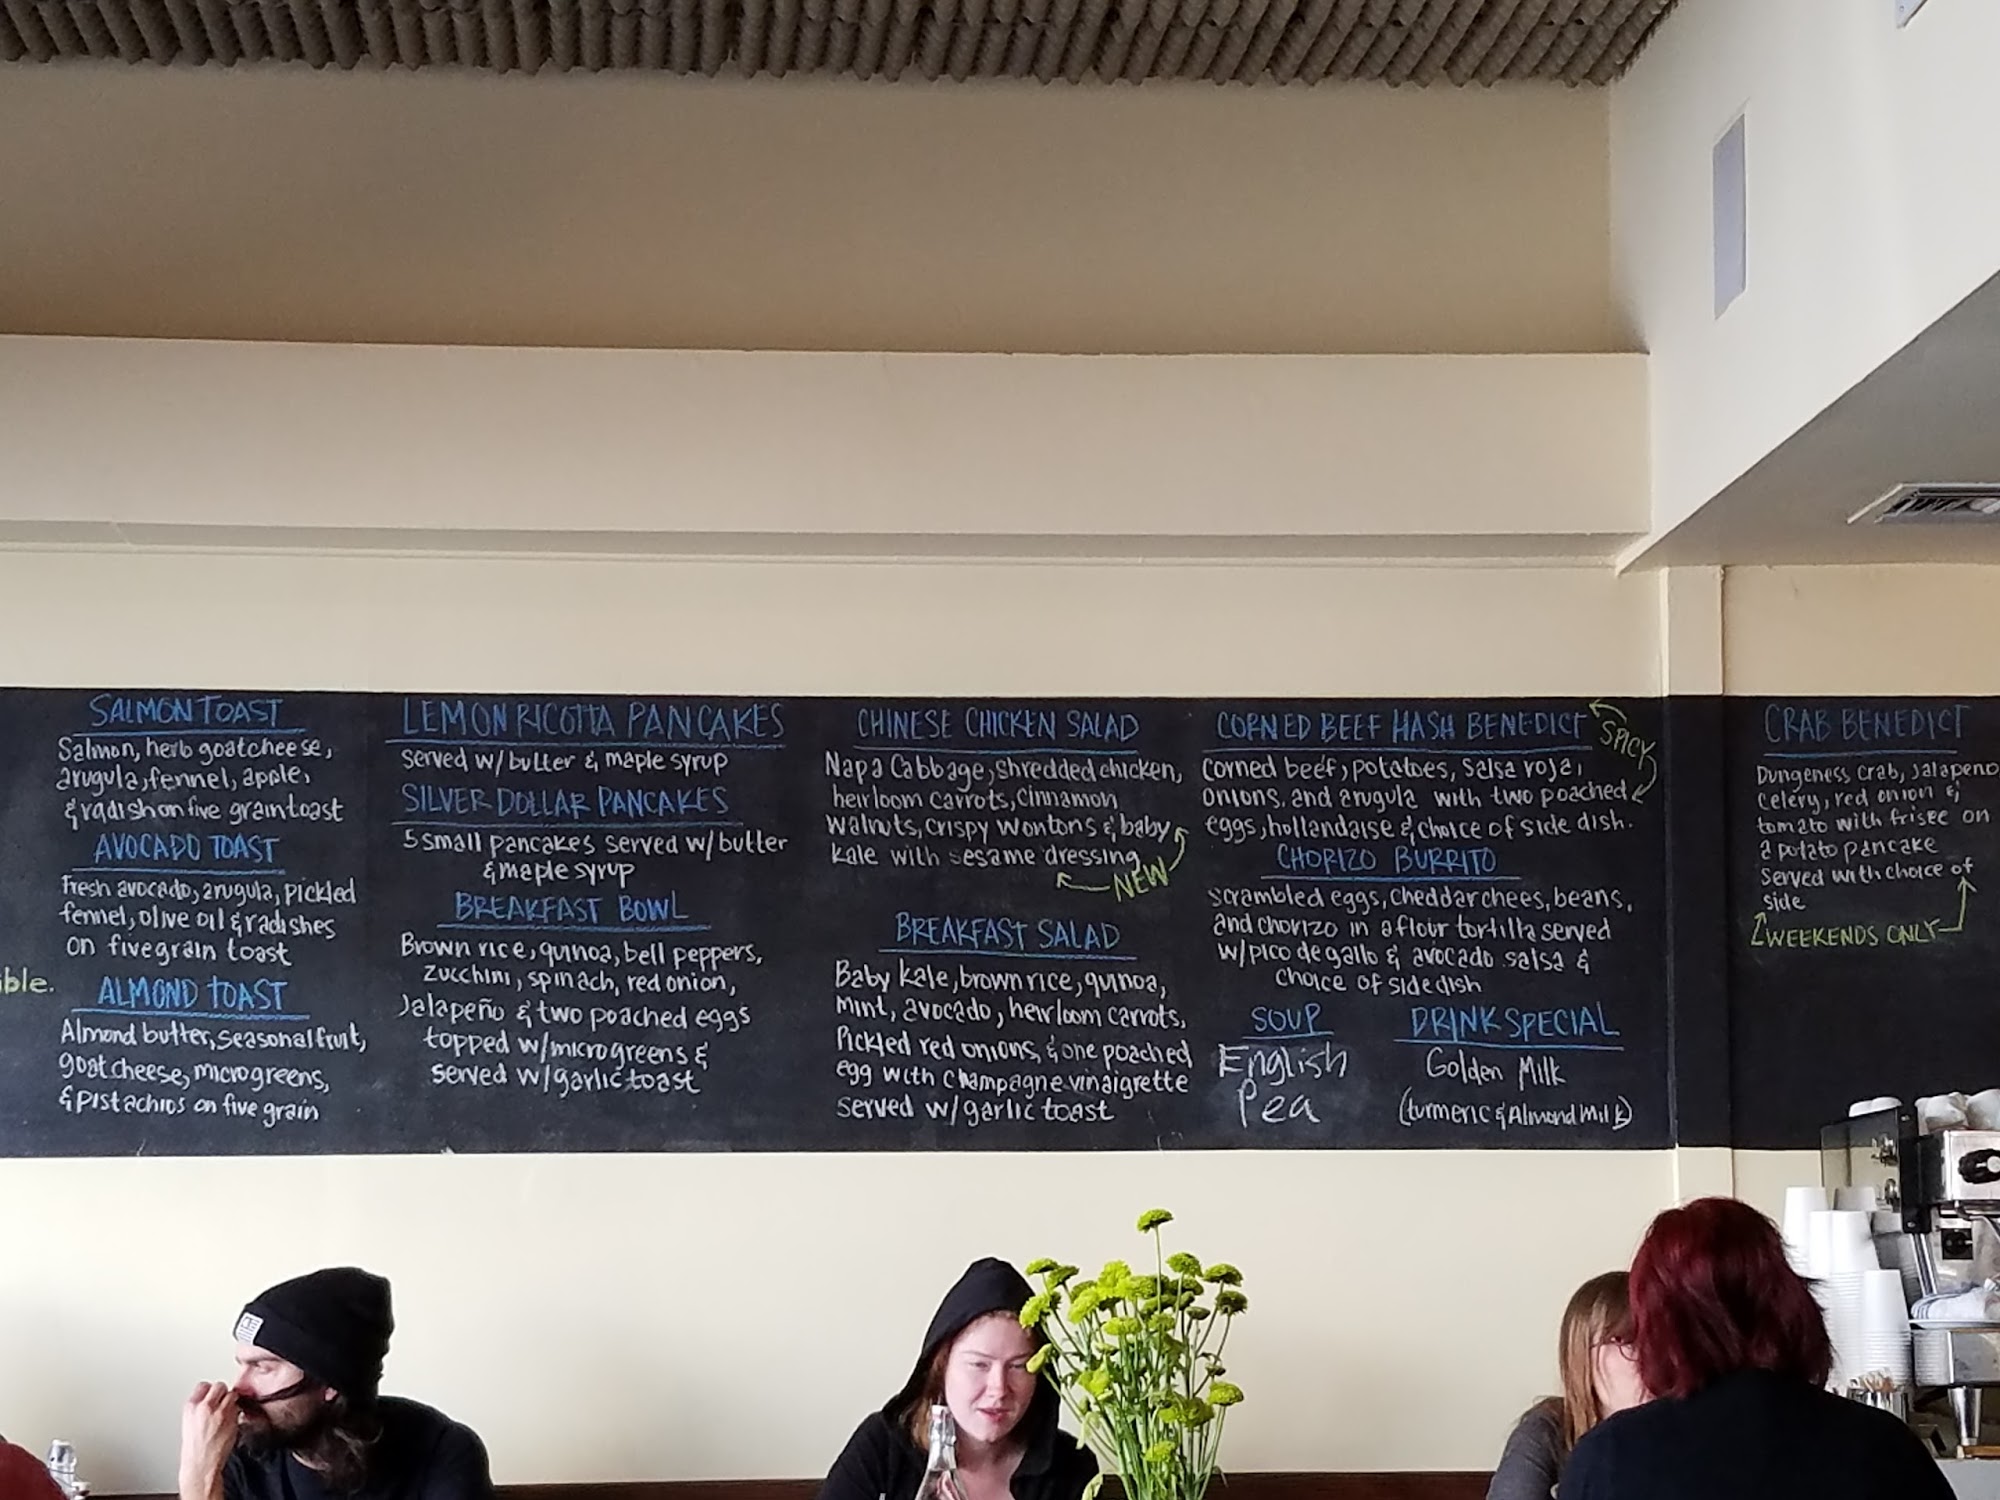 SALMON TOAST
Salmon, herb goat cheese,
arugula, fennel, apple,
& radish on five grain toast
AVOCADO TOAST
Fresh avocado, arugula, pickled
fennel, olive oil & radishes
on five grain toast
ible.
ALMOND TOAST
Almond butter, seasonal fruit,
goat cheese, microgreens,
& pistachios on five grain
LEMON RICOTTA PANCAKES
served w/butter & maple syrup
SILVER DOLLAR PANCAKES
5 small pancakes served w/butter
& maple syrup
BREAKFAST BOWL
Brown rice, quinoa, bell peppers,
zucchini, spinach, red onion,
Jalapeño & two poached eggs
topped w/microgreens &
served w/garlic toast
CHINESE CHICKEN SALAD
Napa Cabbage, shredded chicken,
heirloom carrots, cinnamon
walnuts, crispy wontons & baby
kale with sesame dressing
NEW
BREAKFAST SALAD
Baby kale, brown rice, quinoa,
mint, avocado, heirloom carrots,
Pickled red onions, & one poached
egg with champagne vinaigrette
served w/garlic toast
CORNED BEEF HASH BENEDICT
SPICY
corned beef, potatoes, salsa roja,
onions, and arugula with two poached
eggs, hollandaise & choice of side dish.
CHORIZO BURRITO
scrambled eggs, cheddar chees, beans,
and chorizo in a flour tortilla served
w/pico de gallo & avocado salsa &
choice of side dish
SOUP
English
Pea
DRINK SPECIAL
Golden Milk
(turmeric & Almond Milk)
CRAB BENEDICT
Dungeness crab, jalapeno
celery, red onion &
tomato with frisee on
a potato pancake
Served with choice of
side
WEEKENDS ONLY